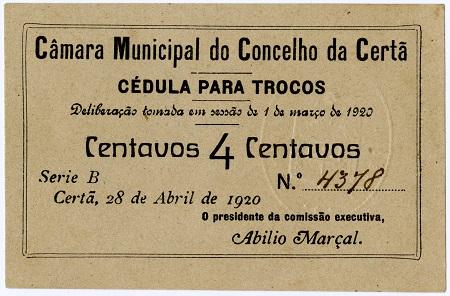 Câmara Municipal do Concelho da Certã
CÉDULA PARA TROCOS
Deliberação tomada em sessão de 1 de março de 1920
Centavos 4 Centavos
Serie B
N.º 4378
Certã, 28 de Abril de 1920
O presidente da comissão executiva,
Abilio Marçal.